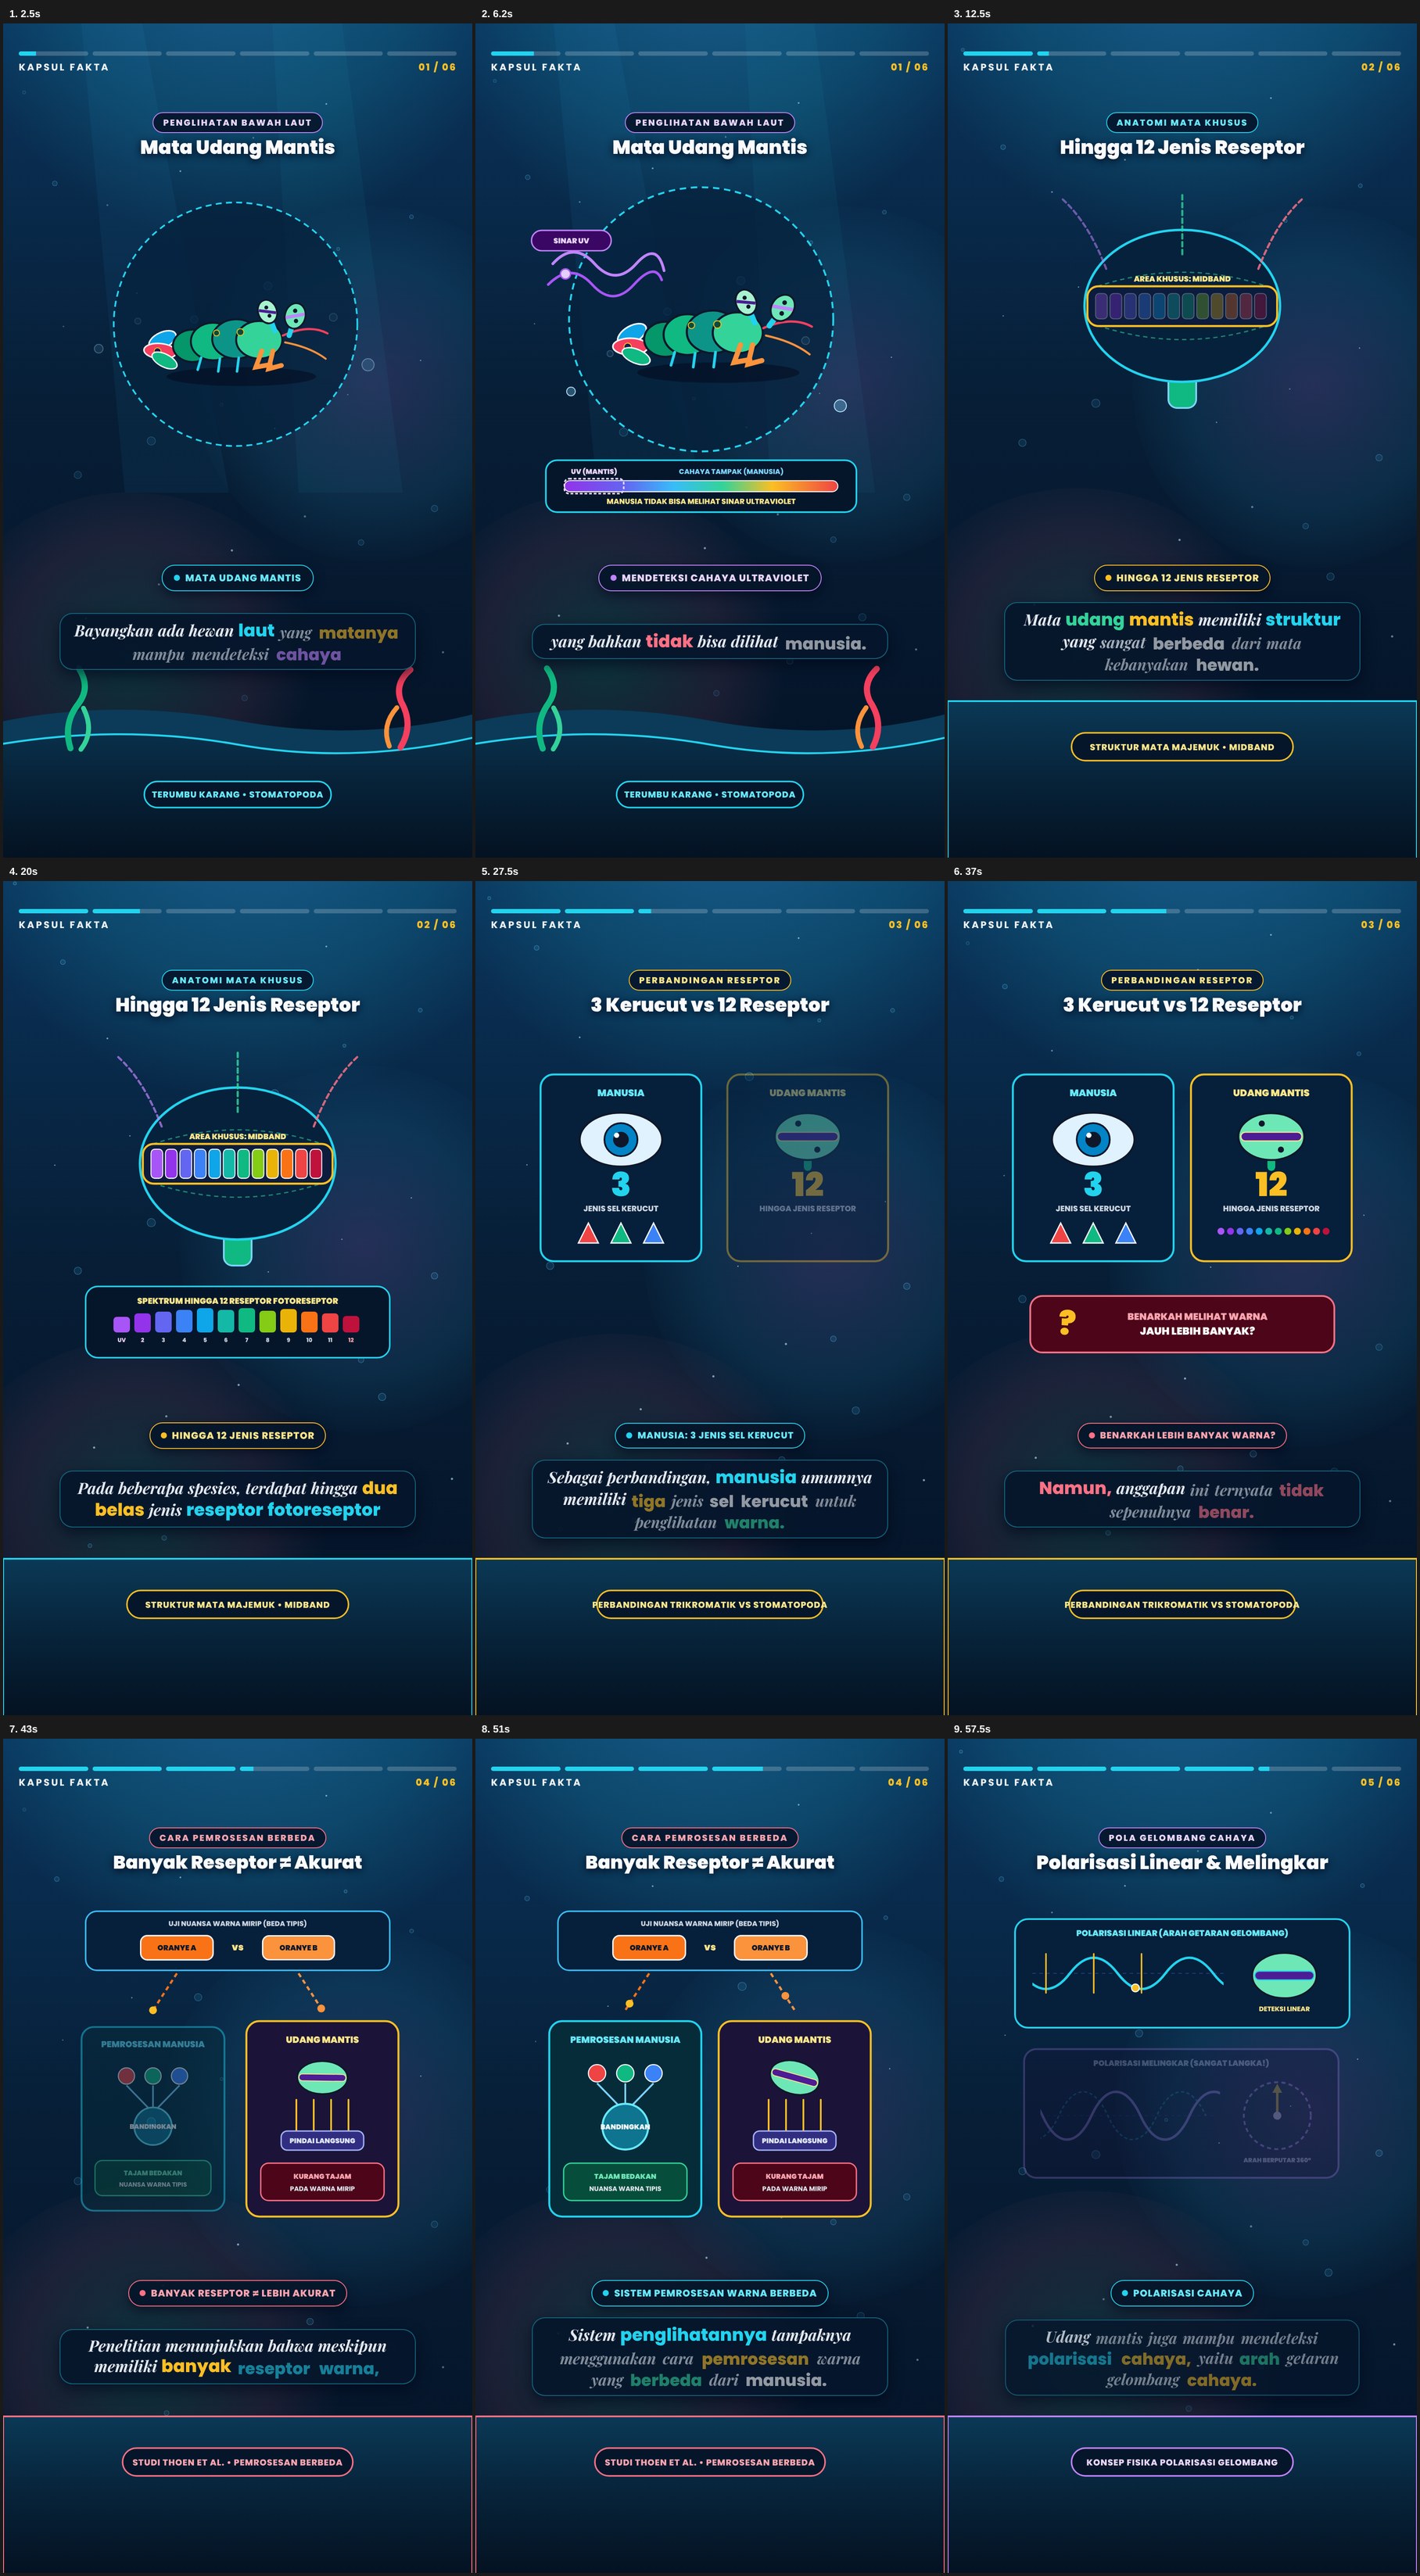 1. 2.5s
KAPSUL FAKTA
01 / 06
PENGLIHATAN BAWAH LAUT
Mata Udang Mantis
MATA UDANG MANTIS
Bayangkan ada hewan laut yang matanya
mampu mendeteksi cahaya
TERUMBU KARANG • STOMATOPODA
2. 6.2s
KAPSUL FAKTA
01 / 06
PENGLIHATAN BAWAH LAUT
Mata Udang Mantis
SINAR UV
UV (MANTIS)
CAHAYA TAMPAK (MANUSIA)
MANUSIA TIDAK BISA MELIHAT SINAR ULTRAVIOLET
MENDETEKSI CAHAYA ULTRAVIOLET
yang bahkan tidak bisa dilihat manusia.
TERUMBU KARANG • STOMATOPODA
3. 12.5s
KAPSUL FAKTA
02 / 06
ANATOMI MATA KHUSUS
Hingga 12 Jenis Reseptor
AREA KHUSUS: MIDBAND
HINGGA 12 JENIS RESEPTOR
Mata udang mantis memiliki struktur
yang sangat berbeda dari mata
kebanyakan hewan.
STRUKTUR MATA MAJEMUK • MIDBAND
4. 20s
KAPSUL FAKTA
02 / 06
ANATOMI MATA KHUSUS
Hingga 12 Jenis Reseptor
AREA KHUSUS: MIDBAND
SPEKTRUM HINGGA 12 RESEPTOR FOTORESEPTOR
UV 2 3 4 5 6 7 8 9 10 11 12
HINGGA 12 JENIS RESEPTOR
Pada beberapa spesies, terdapat hingga dua
belas jenis reseptor fotoreseptor
STRUKTUR MATA MAJEMUK • MIDBAND
5. 27.5s
KAPSUL FAKTA
03 / 06
PERBANDINGAN RESEPTOR
3 Kerucut vs 12 Reseptor
MANUSIA
3
JENIS SEL KERUCUT
UDANG MANTIS
12
HINGGA JENIS RESEPTOR
MANUSIA: 3 JENIS SEL KERUCUT
Sebagai perbandingan, manusia umumnya
memiliki tiga jenis sel kerucut untuk
penglihatan warna.
PERBANDINGAN TRIKROMATIK VS STOMATOPODA
6. 37s
KAPSUL FAKTA
03 / 06
PERBANDINGAN RESEPTOR
3 Kerucut vs 12 Reseptor
MANUSIA
3
JENIS SEL KERUCUT
UDANG MANTIS
12
HINGGA JENIS RESEPTOR
?
BENARKAH MELIHAT WARNA
JAUH LEBIH BANYAK?
BENARKAH LEBIH BANYAK WARNA?
Namun, anggapan ini ternyata tidak
sepenuhnya benar.
PERBANDINGAN TRIKROMATIK VS STOMATOPODA
7. 43s
KAPSUL FAKTA
04 / 06
CARA PEMROSESAN BERBEDA
Banyak Reseptor ≠ Akurat
UJI NUANSA WARNA MIRIP (BEDA TIPIS)
ORANYE A
VS
ORANYE B
PEMROSESAN MANUSIA
BANDINGKAN
TAJAM BEDAKAN
NUANSA WARNA TIPIS
UDANG MANTIS
PINDAI LANGSUNG
KURANG TAJAM
PADA WARNA MIRIP
BANYAK RESEPTOR ≠ LEBIH AKURAT
Penelitian menunjukkan bahwa meskipun
memiliki banyak reseptor warna,
STUDI THOEN ET AL. • PEMROSESAN BERBEDA
8. 51s
KAPSUL FAKTA
04 / 06
CARA PEMROSESAN BERBEDA
Banyak Reseptor ≠ Akurat
UJI NUANSA WARNA MIRIP (BEDA TIPIS)
ORANYE A
VS
ORANYE B
PEMROSESAN MANUSIA
BANDINGKAN
TAJAM BEDAKAN
NUANSA WARNA TIPIS
UDANG MANTIS
PINDAI LANGSUNG
KURANG TAJAM
PADA WARNA MIRIP
SISTEM PEMROSESAN WARNA BERBEDA
Sistem penglihatannya tampaknya
menggunakan cara pemrosesan warna
yang berbeda dari manusia.
STUDI THOEN ET AL. • PEMROSESAN BERBEDA
9. 57.5s
KAPSUL FAKTA
05 / 06
POLA GELOMBANG CAHAYA
Polarisasi Linear & Melingkar
POLARISASI LINEAR (ARAH GETARAN GELOMBANG)
DETEKSI LINEAR
POLARISASI MELINGKAR (SANGAT LANGKA!)
ARAH BERPUTAR 360°
POLARISASI CAHAYA
Udang mantis juga mampu mendeteksi
polarisasi cahaya, yaitu arah getaran
gelombang cahaya.
KONSEP FISIKA POLARISASI GELOMBANG